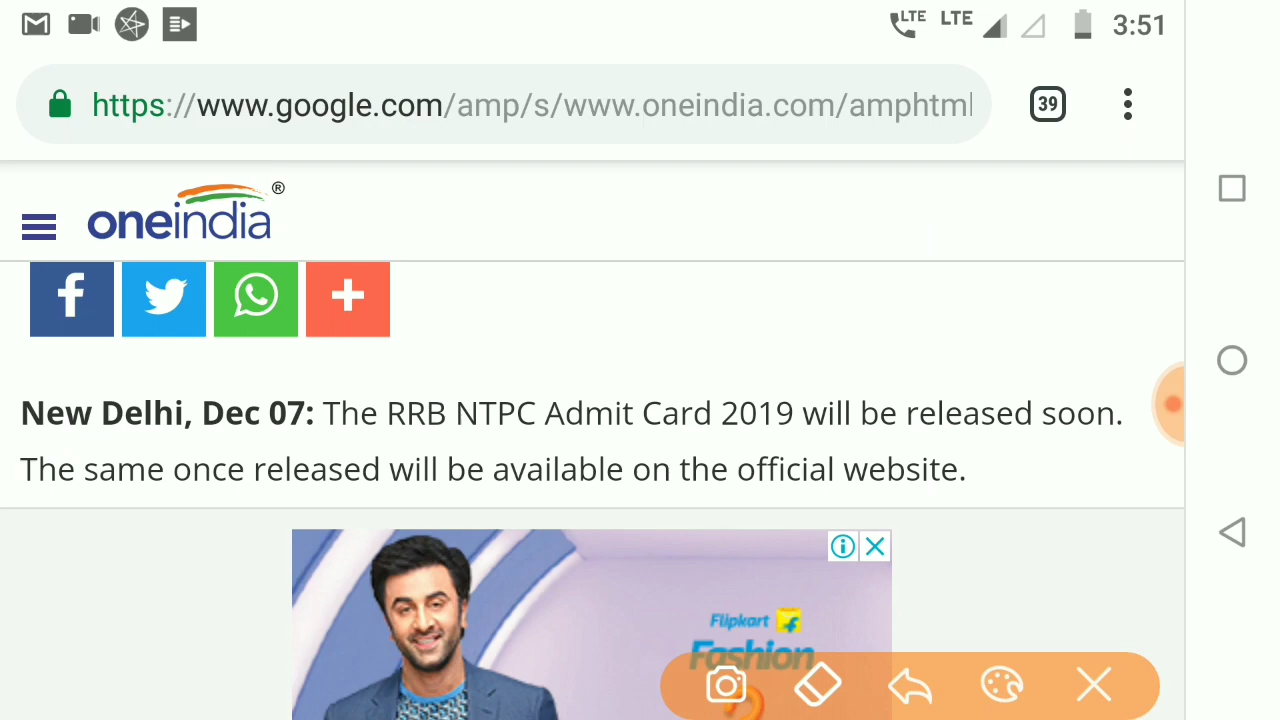 LTE LTE 3:51
https://www.google.com/amp/s/www.oneindia.com/amphtml
39
oneindia®
New Delhi, Dec 07: The RRB NTPC Admit Card 2019 will be released soon.
The same once released will be available on the official website.
Flipkart
Fashion